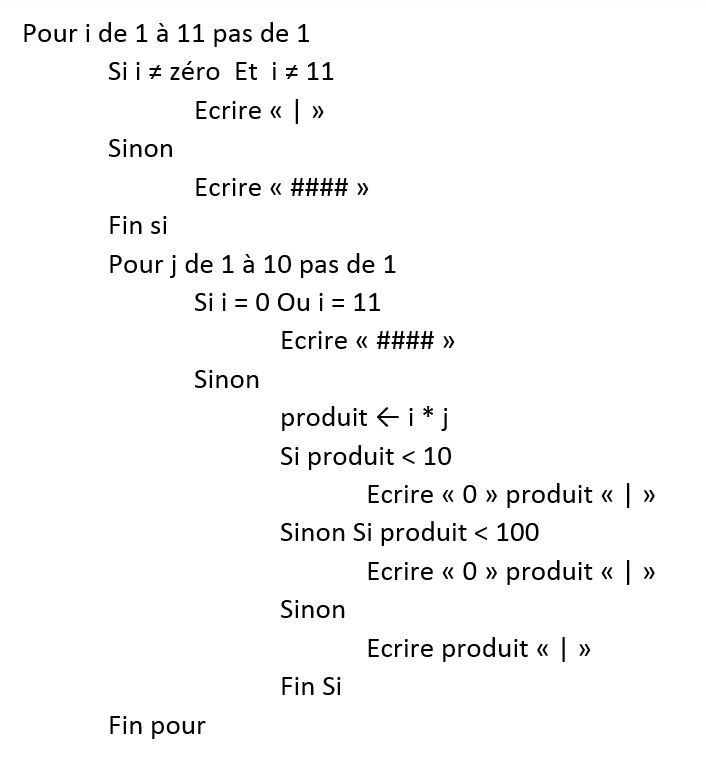 Pour i de 1 à 11 pas de 1
Si i ≠ zéro Et i ≠ 11
Ecrire « | »
Sinon
Ecrire « #### »
Fin si
Pour j de 1 à 10 pas de 1
Si i = 0 Ou i = 11
Ecrire « #### »
Sinon
produit ← i * j
Si produit < 10
Ecrire « 0 » produit « | »
Sinon Si produit < 100
Ecrire « 0 » produit « | »
Sinon
Ecrire produit « | »
Fin Si
Fin pour